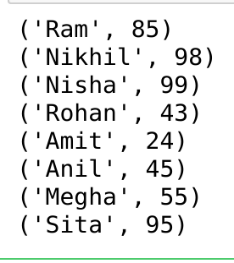 ('Ram', 85)
('Nikhil', 98)
('Nisha', 99)
('Rohan', 43)
('Amit', 24)
('Anil', 45)
('Megha', 55)
('Sita', 95)